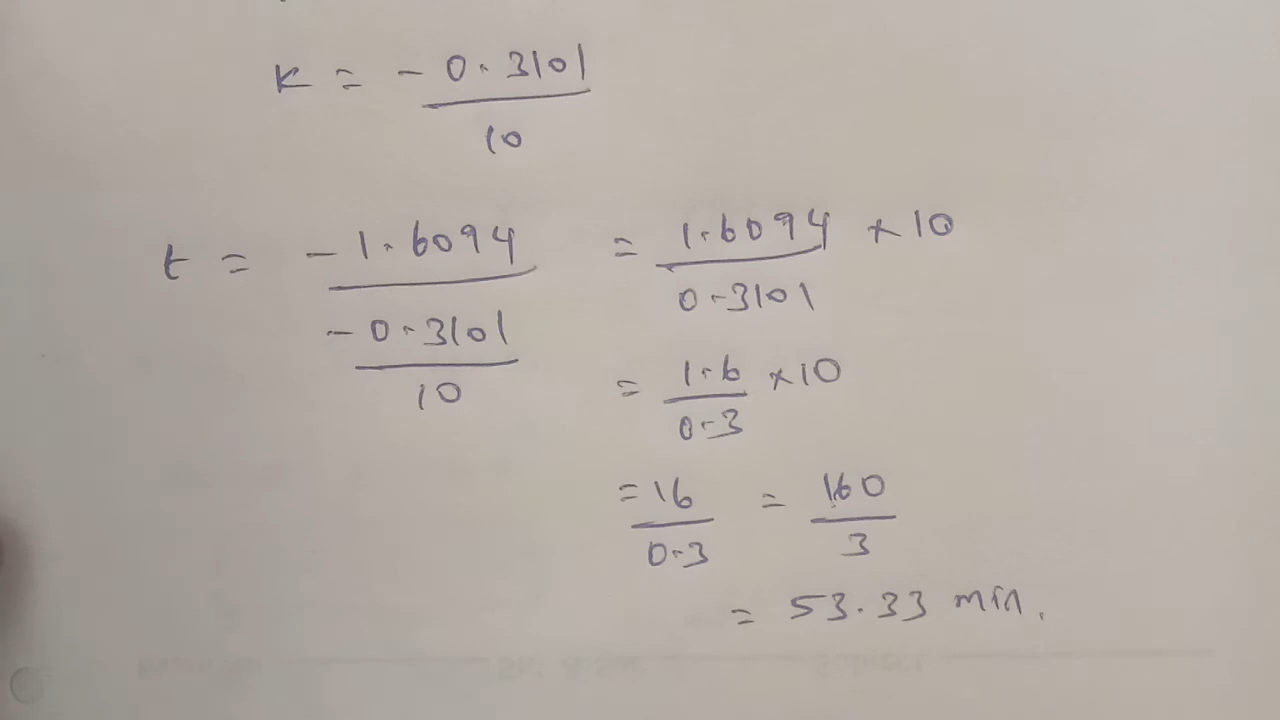 K = - 0.3101 / 10
t = - 1.6094 / (- 0.3101 / 10) = 1.6094 / 0.3101 × 10
= 1.6 / 0.3 × 10
= 16 / 0.3 = 160 / 3
= 53.33 min.